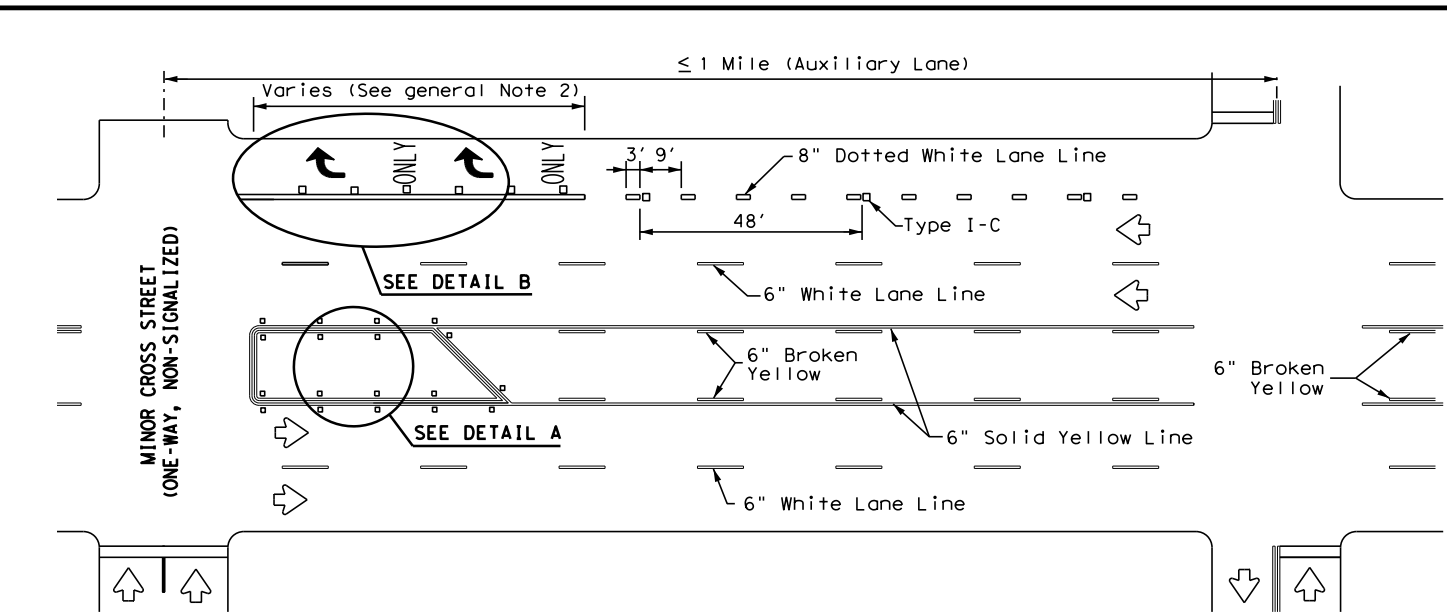 ≤ 1 Mile (Auxiliary Lane)
Varies (See general Note 2)
ONLY
ONLY
3' 9'
8" Dotted White Lane Line
48'
Type I-C
SEE DETAIL B
6" White Lane Line
MINOR CROSS STREET
(ONE-WAY, NON-SIGNALIZED)
6" Broken
Yellow
6" Broken
Yellow
SEE DETAIL A
6" Solid Yellow Line
6" White Lane Line